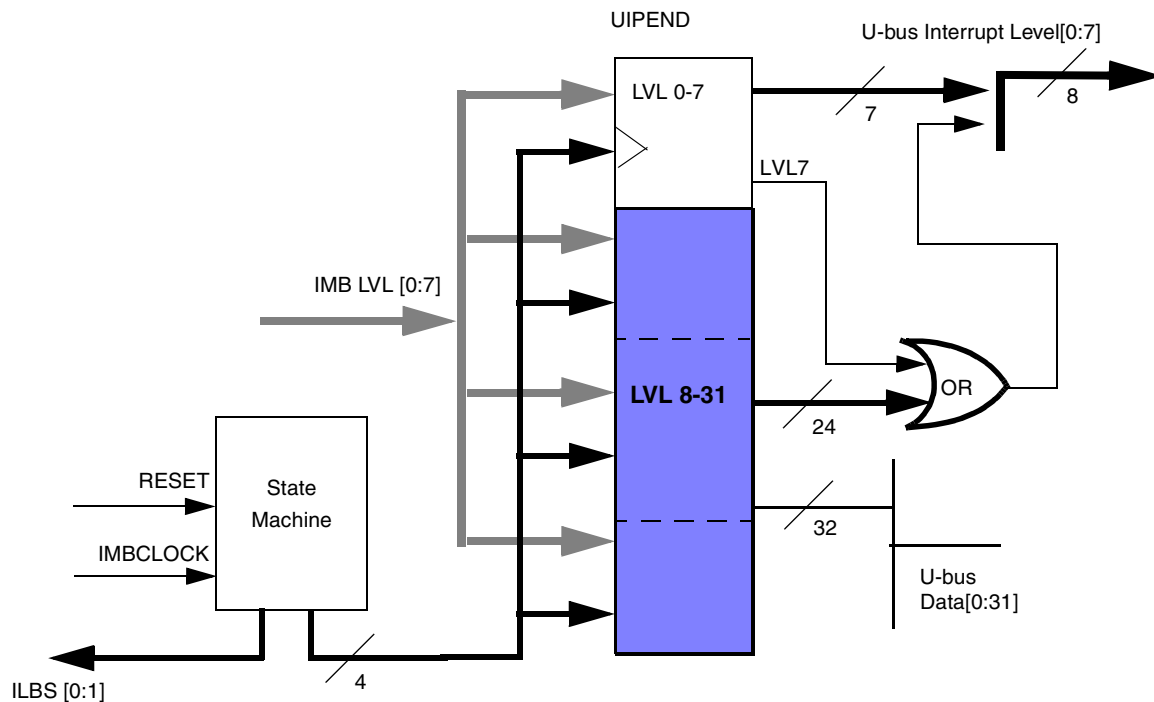 UIPEND
U-bus Interrupt Level[0:7]
LVL 0-7
7
8
LVL7
IMB LVL [0:7]
LVL 8-31
OR
24
RESET
State
Machine
32
IMBCLOCK
U-bus
Data[0:31]
4
ILBS [0:1]